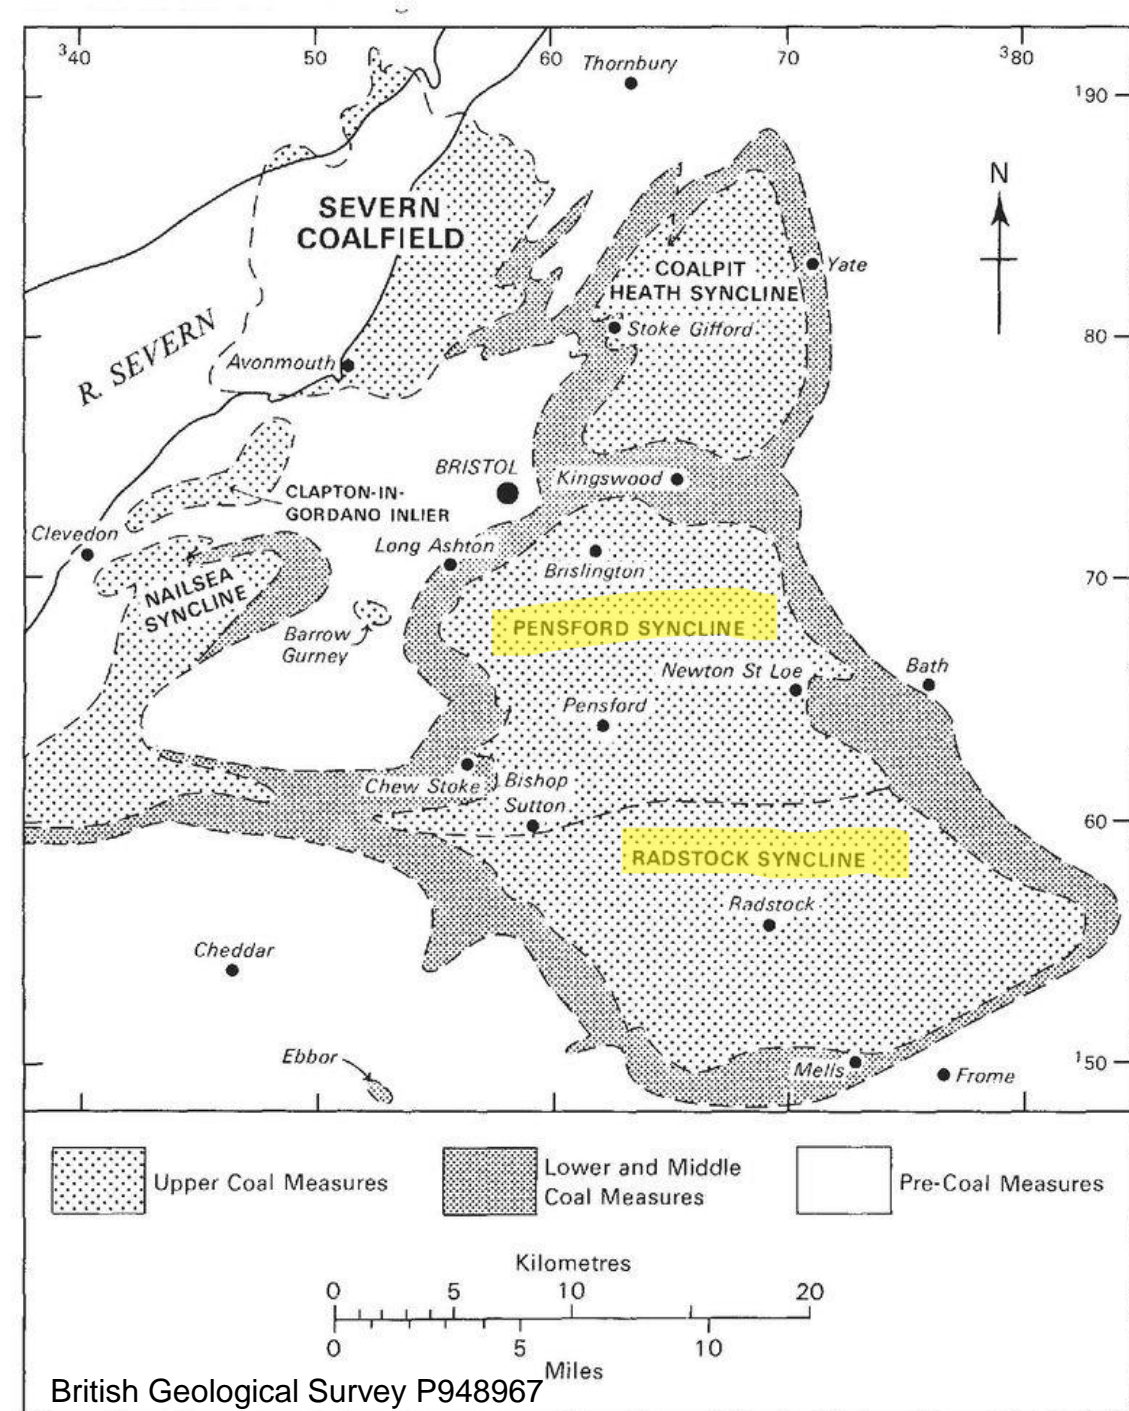 ³40 50 60 70 ³80
Thornbury
¹90
N
SEVERN
COALFIELD
COALPIT
HEATH SYNCLINE
Yate
R. SEVERN
Stoke Gifford
80
Avonmouth
BRISTOL
Kingswood
CLAPTON-IN-
GORDANO INLIER
Clevedon
Long Ashton
Brislington
70
NAILSEA
SYNCLINE
Barrow
Gurney
PENSFORD SYNCLINE
Newton St Loe
Bath
Pensford
Chew Stoke
Bishop
Sutton
60
RADSTOCK SYNCLINE
Radstock
Cheddar
Ebbor
Mells
Frome
¹50
Upper Coal Measures
Lower and Middle
Coal Measures
Pre-Coal Measures
Kilometres
0 5 10 20
0 5 10
Miles
British Geological Survey P948967